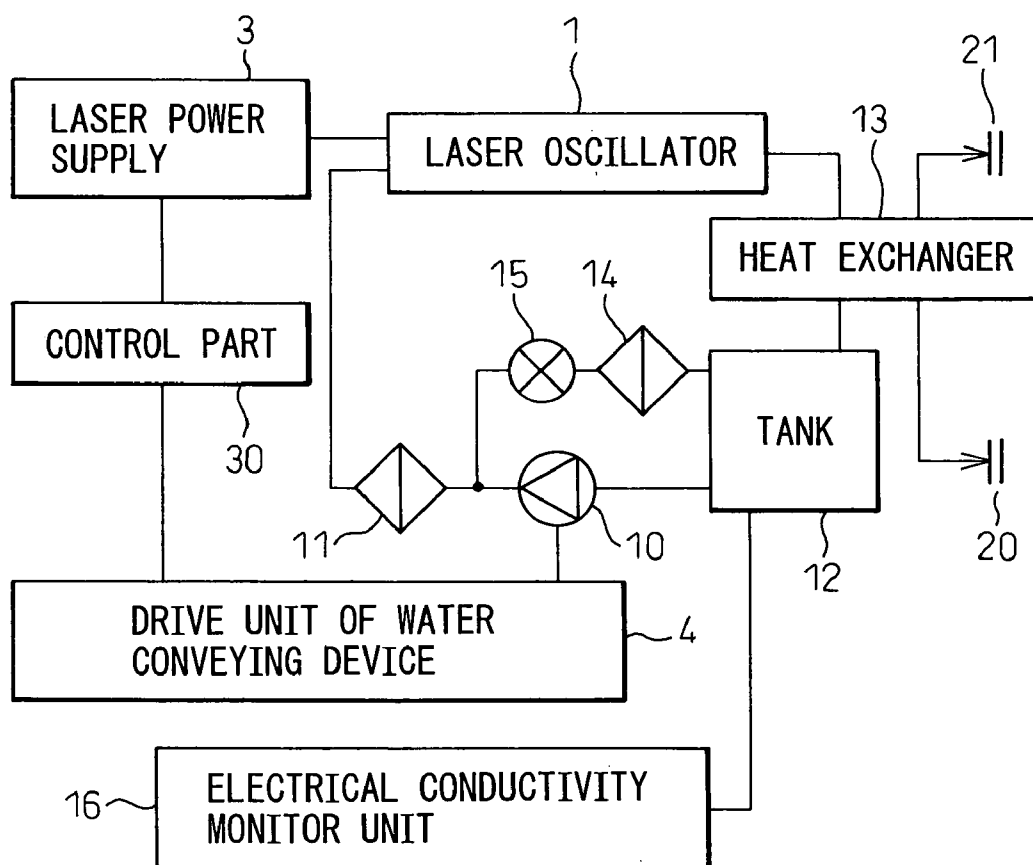 3
1
21
LASER POWER
SUPPLY
LASER OSCILLATOR
13
HEAT EXCHANGER
15
14
CONTROL PART
30
TANK
11
10
12
20
DRIVE UNIT OF WATER
CONVEYING DEVICE
4
16
ELECTRICAL CONDUCTIVITY
MONITOR UNIT